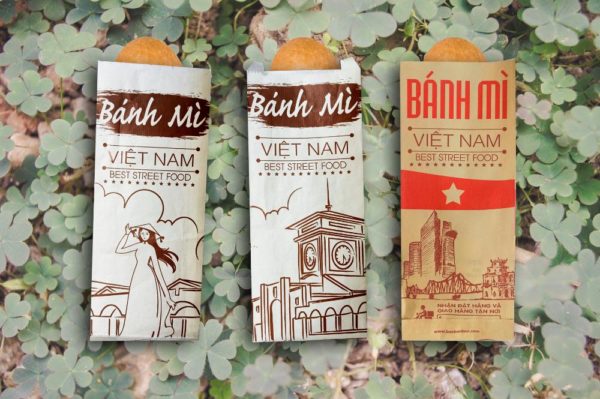 Bánh Mì
VIỆT NAM
BEST STREET FOOD
Bánh Mì
VIỆT NAM
BEST STREET FOOD
BÁNH MÌ
VIỆT NAM
BEST STREET FOOD
NHẬN ĐẶT HÀNG VÀ
GIAO HÀNG TẬN NƠI